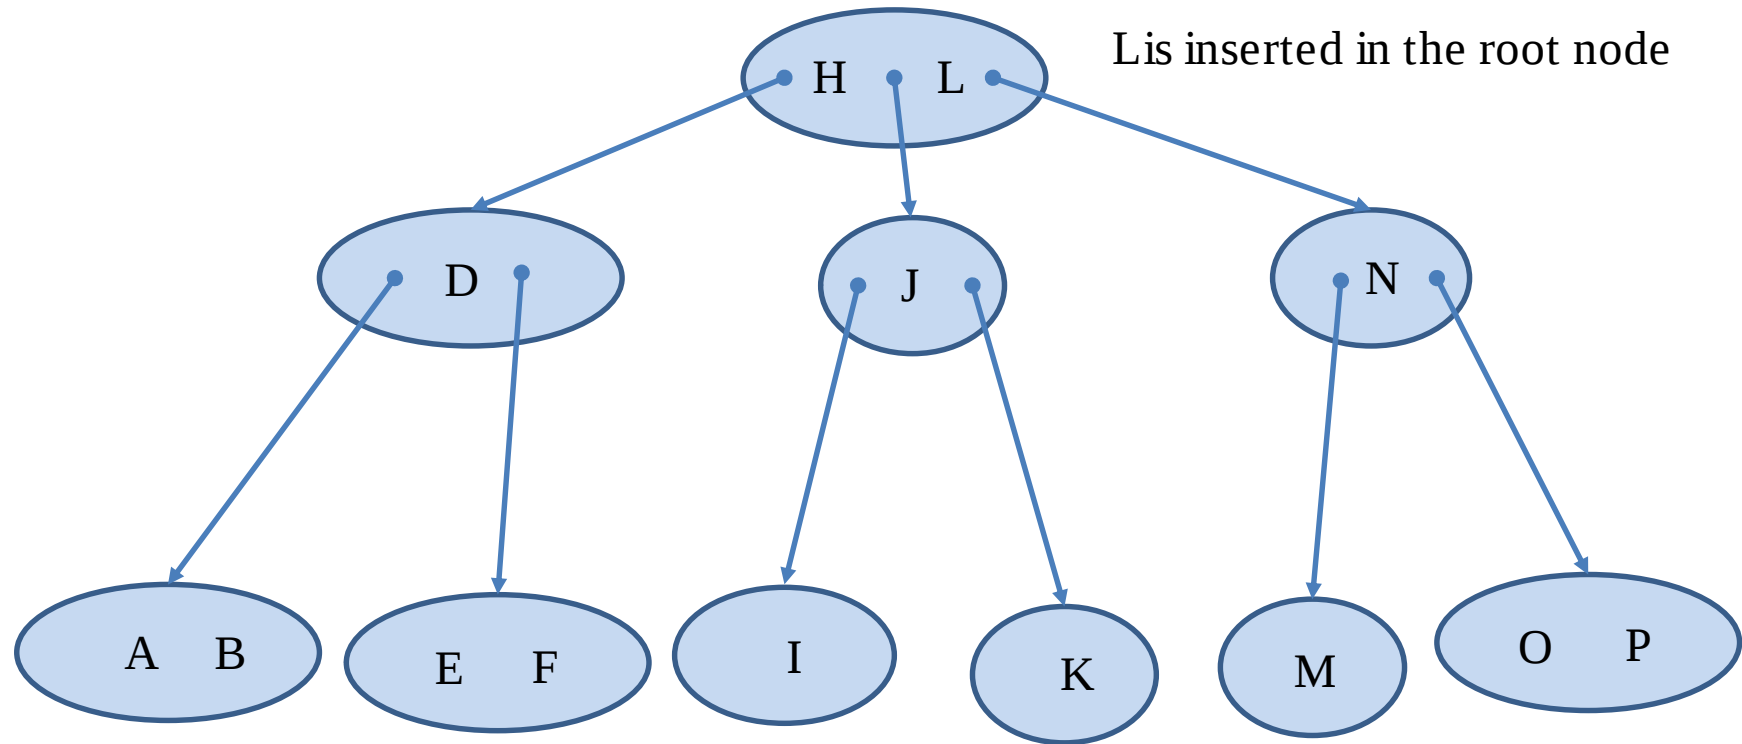 H L
Lis inserted in the root node
D
J
N
A B
E F
I
K
M
O P